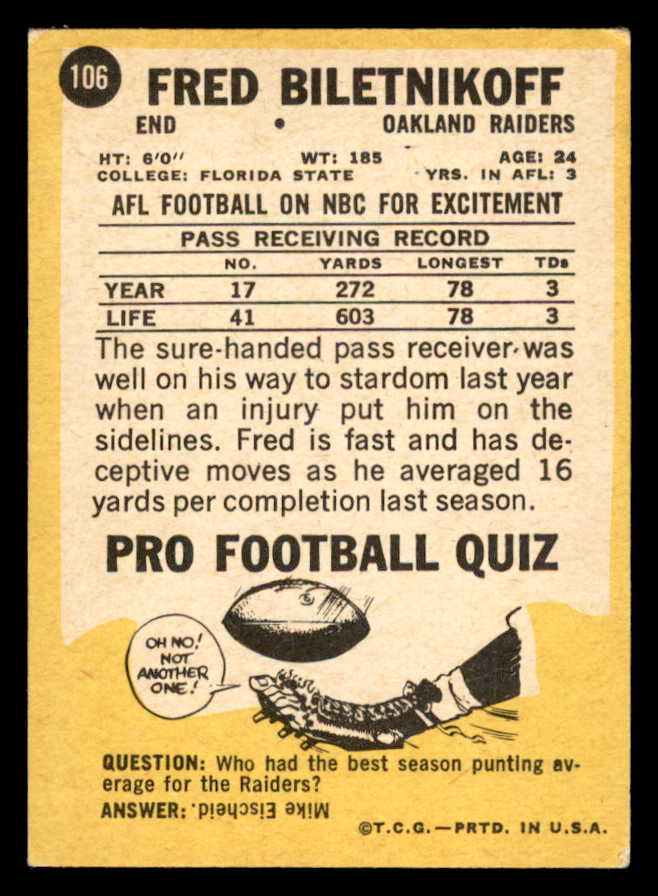 106
FRED BILETNIKOFF
END • OAKLAND RAIDERS
HT: 6'0'' WT: 185 AGE: 24
COLLEGE: FLORIDA STATE YRS. IN AFL: 3
AFL FOOTBALL ON NBC FOR EXCITEMENT
PASS RECEIVING RECORD
NO. YARDS LONGEST TDs
YEAR 17 272 78 3
LIFE 41 603 78 3
The sure-handed pass receiver was
well on his way to stardom last year
when an injury put him on the
sidelines. Fred is fast and has de-
ceptive moves as he averaged 16
yards per completion last season.
PRO FOOTBALL QUIZ
OH NO!
NOT
ANOTHER
ONE!
QUESTION: Who had the best season punting av-
erage for the Raiders?
ANSWER: Mike Eischeid.
©T.C.G.—PRTD. IN U.S.A.